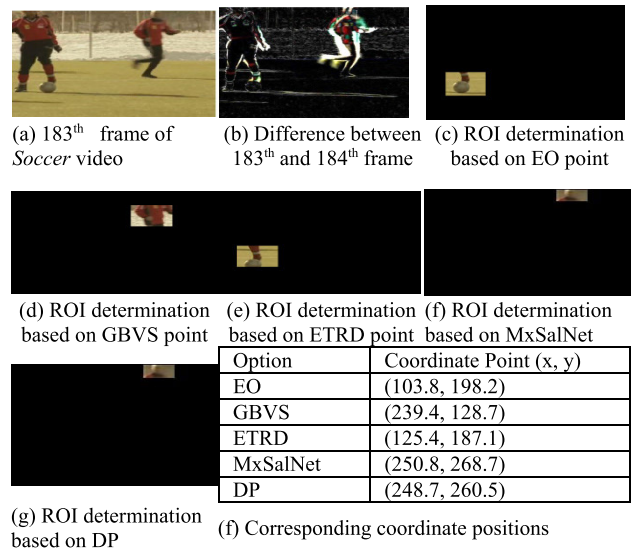 (a) 183th frame of
Soccer video
(b) Difference between
183th and 184th frame
(c) ROI determination
based on EO point
(d) ROI determination
based on GBVS point
(e) ROI determination
based on ETRD point
(f) ROI determination
based on MxSalNet
(g) ROI determination
based on DP
Option Coordinate Point (x, y)
EO (103.8, 198.2)
GBVS (239.4, 128.7)
ETRD (125.4, 187.1)
MxSalNet (250.8, 268.7)
DP (248.7, 260.5)
(f) Corresponding coordinate positions